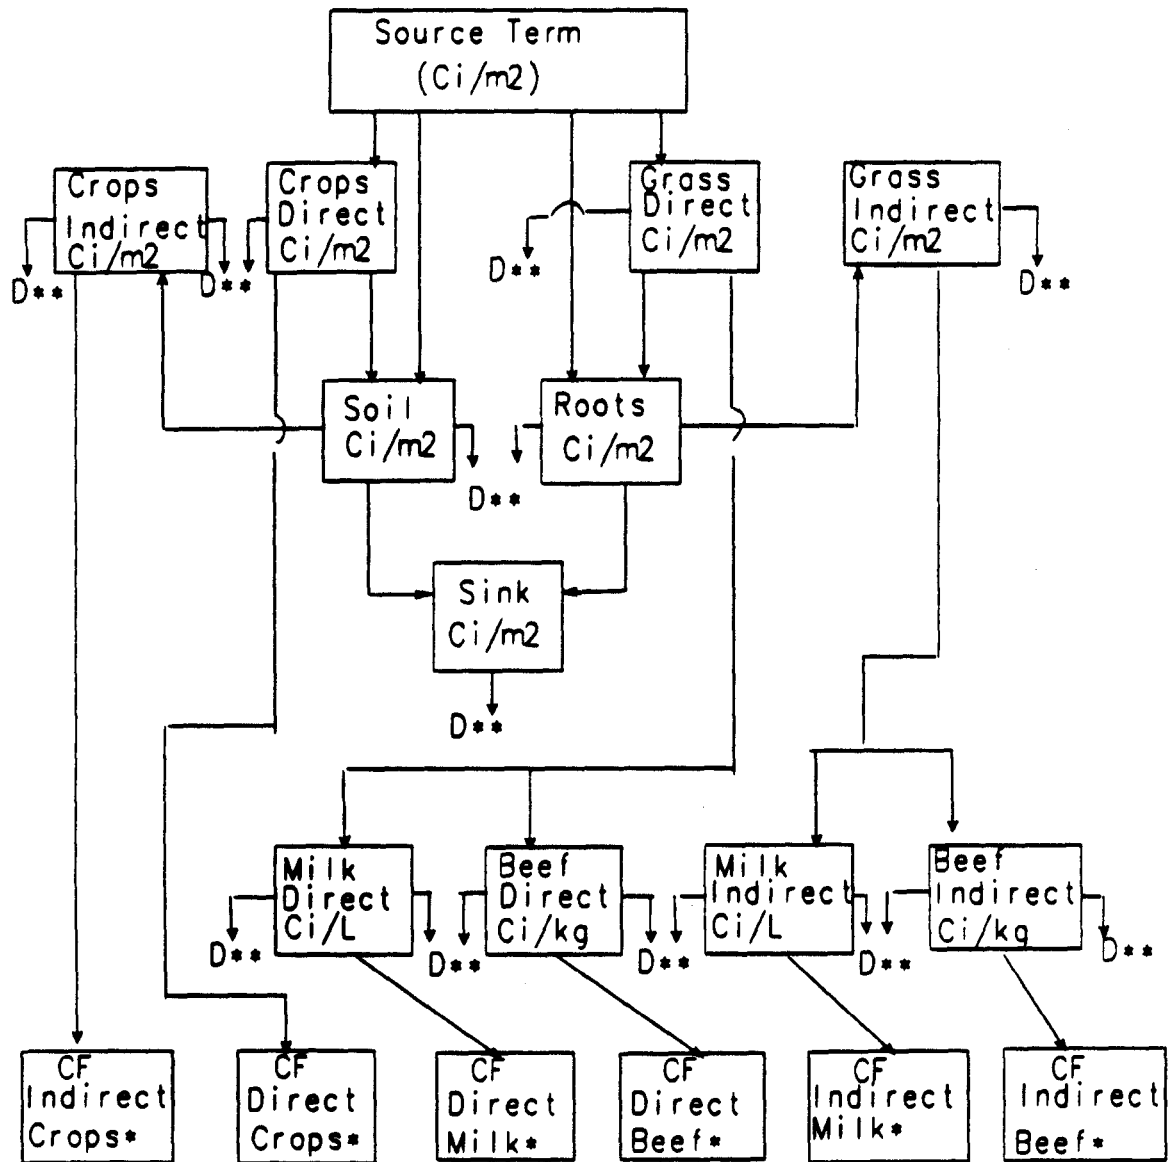 Source Term
(Ci/m2)
Crops
Indirect
Ci/m2
Crops
Direct
Ci/m2
Grass
Direct
Ci/m2
Grass
Indirect
Ci/m2
D**
D**
D**
D**
Soil
Ci/m2
Roots
Ci/m2
D**
Sink
Ci/m2
D**
Milk
Direct
Ci/L
Beef
Direct
Ci/kg
Milk
Indirect
Ci/L
Beef
Indirect
Ci/kg
D**
D**
D**
D**
D**
CF
Indirect
Crops*
CF
Direct
Crops*
CF
Direct
Milk*
CF
Direct
Beef*
CF
Indirect
Milk*
CF
Indirect
Beef*